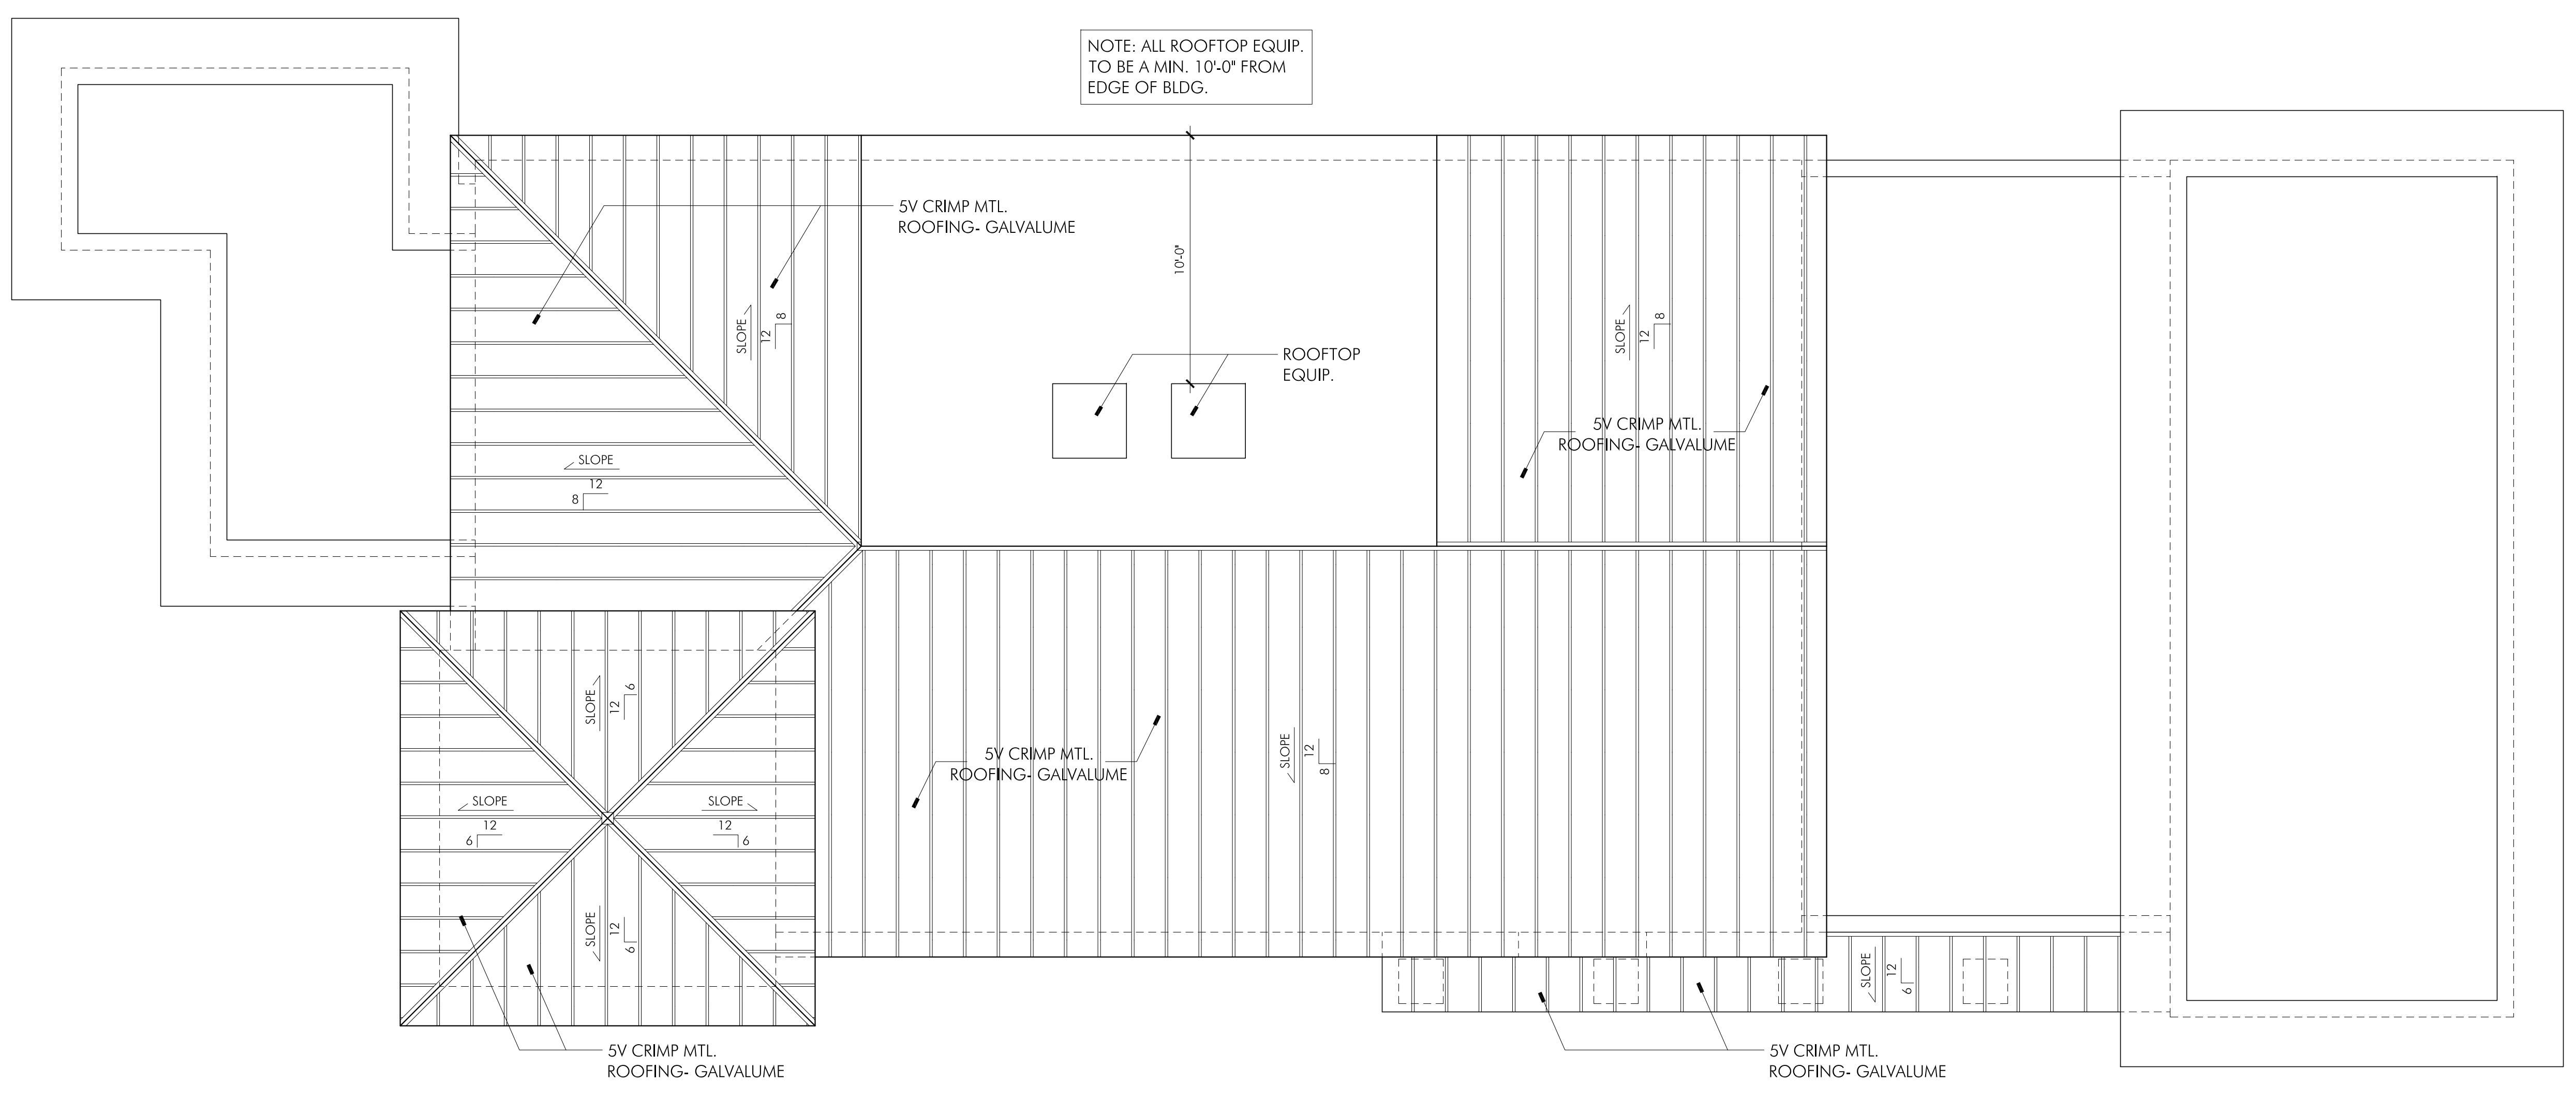 NOTE: ALL ROOFTOP EQUIP.
TO BE A MIN. 10'-0" FROM
EDGE OF BLDG.
5V CRIMP MTL.
ROOFING- GALVALUME
10'-0"
SLOPE
12
8
SLOPE
12
8
ROOFTOP
EQUIP.
5V CRIMP MTL.
ROOFING- GALVALUME
SLOPE
12
8
SLOPE
12
6
5V CRIMP MTL.
ROOFING- GALVALUME
SLOPE
12
8
SLOPE
12
6
SLOPE
12
6
SLOPE
12
6
SLOPE
12
6
5V CRIMP MTL.
ROOFING- GALVALUME
5V CRIMP MTL.
ROOFING- GALVALUME